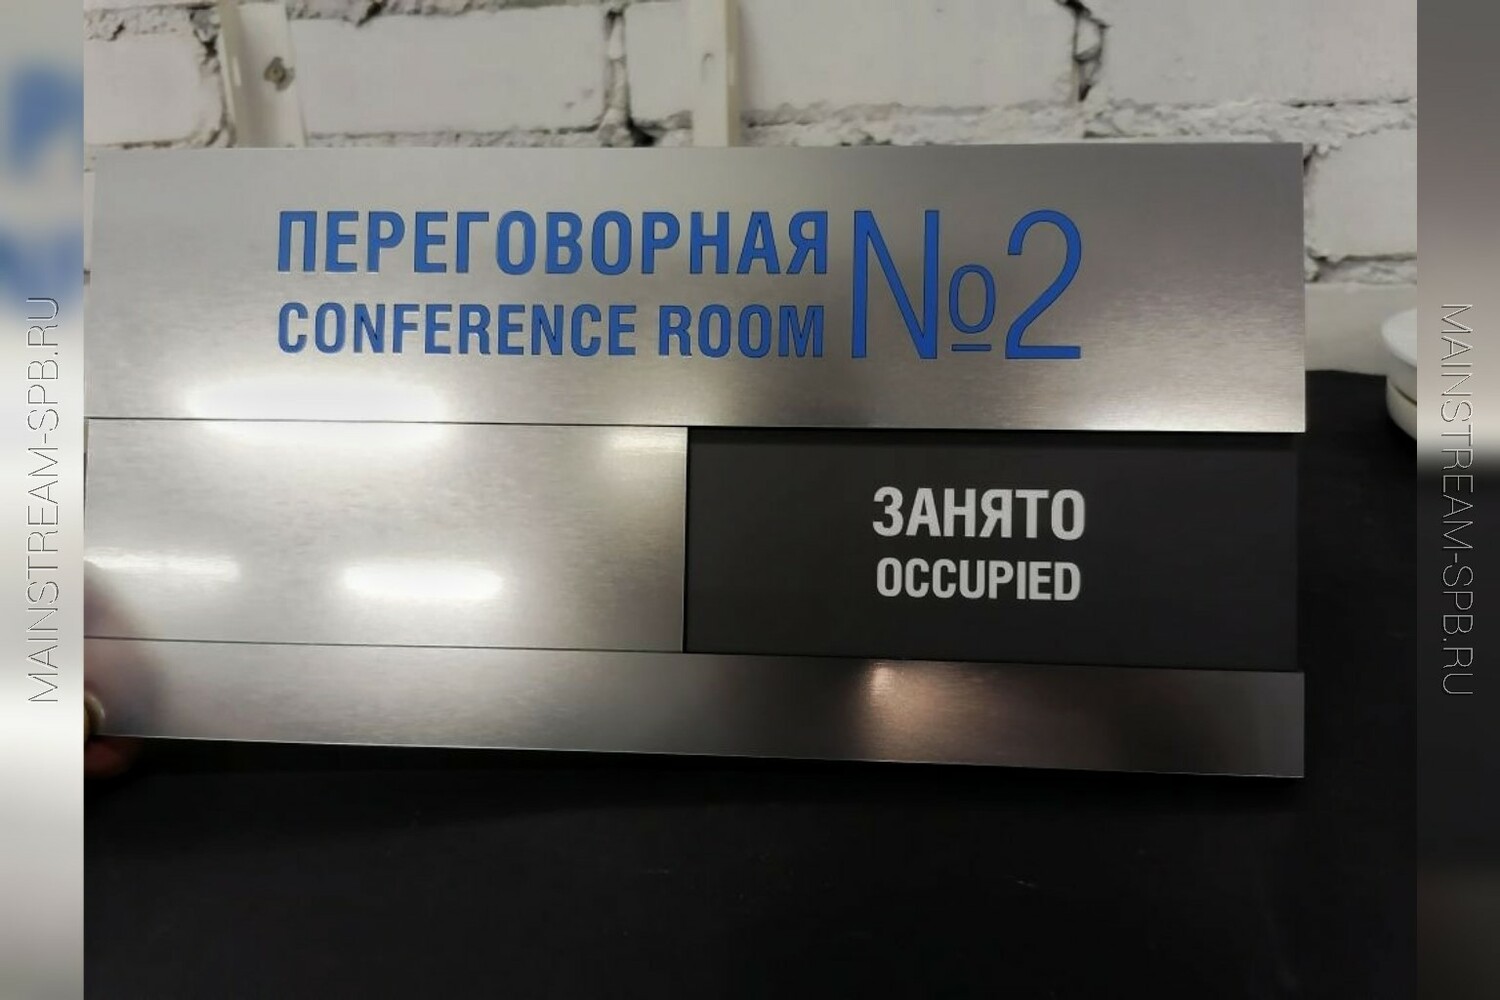 ПЕРЕГОВОРНАЯ №2
CONFERENCE ROOM
ЗАНЯТО
OCCUPIED
MAINSTREAM-SPB.RU
MAINSTREAM-SPB.RU